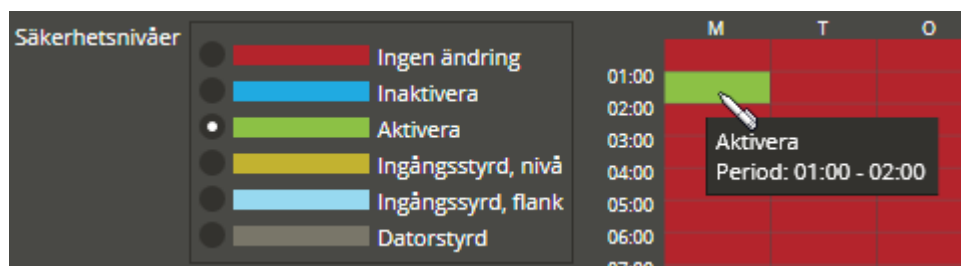 Säkerhetsnivåer
Ingen ändring
Inaktivera
Aktivera
Ingångsstyrd, nivå
Ingångssyrd, flank
Datorstyrd
M T O
01:00
02:00
03:00
04:00
05:00
06:00
Aktivera
Period: 01:00 - 02:00